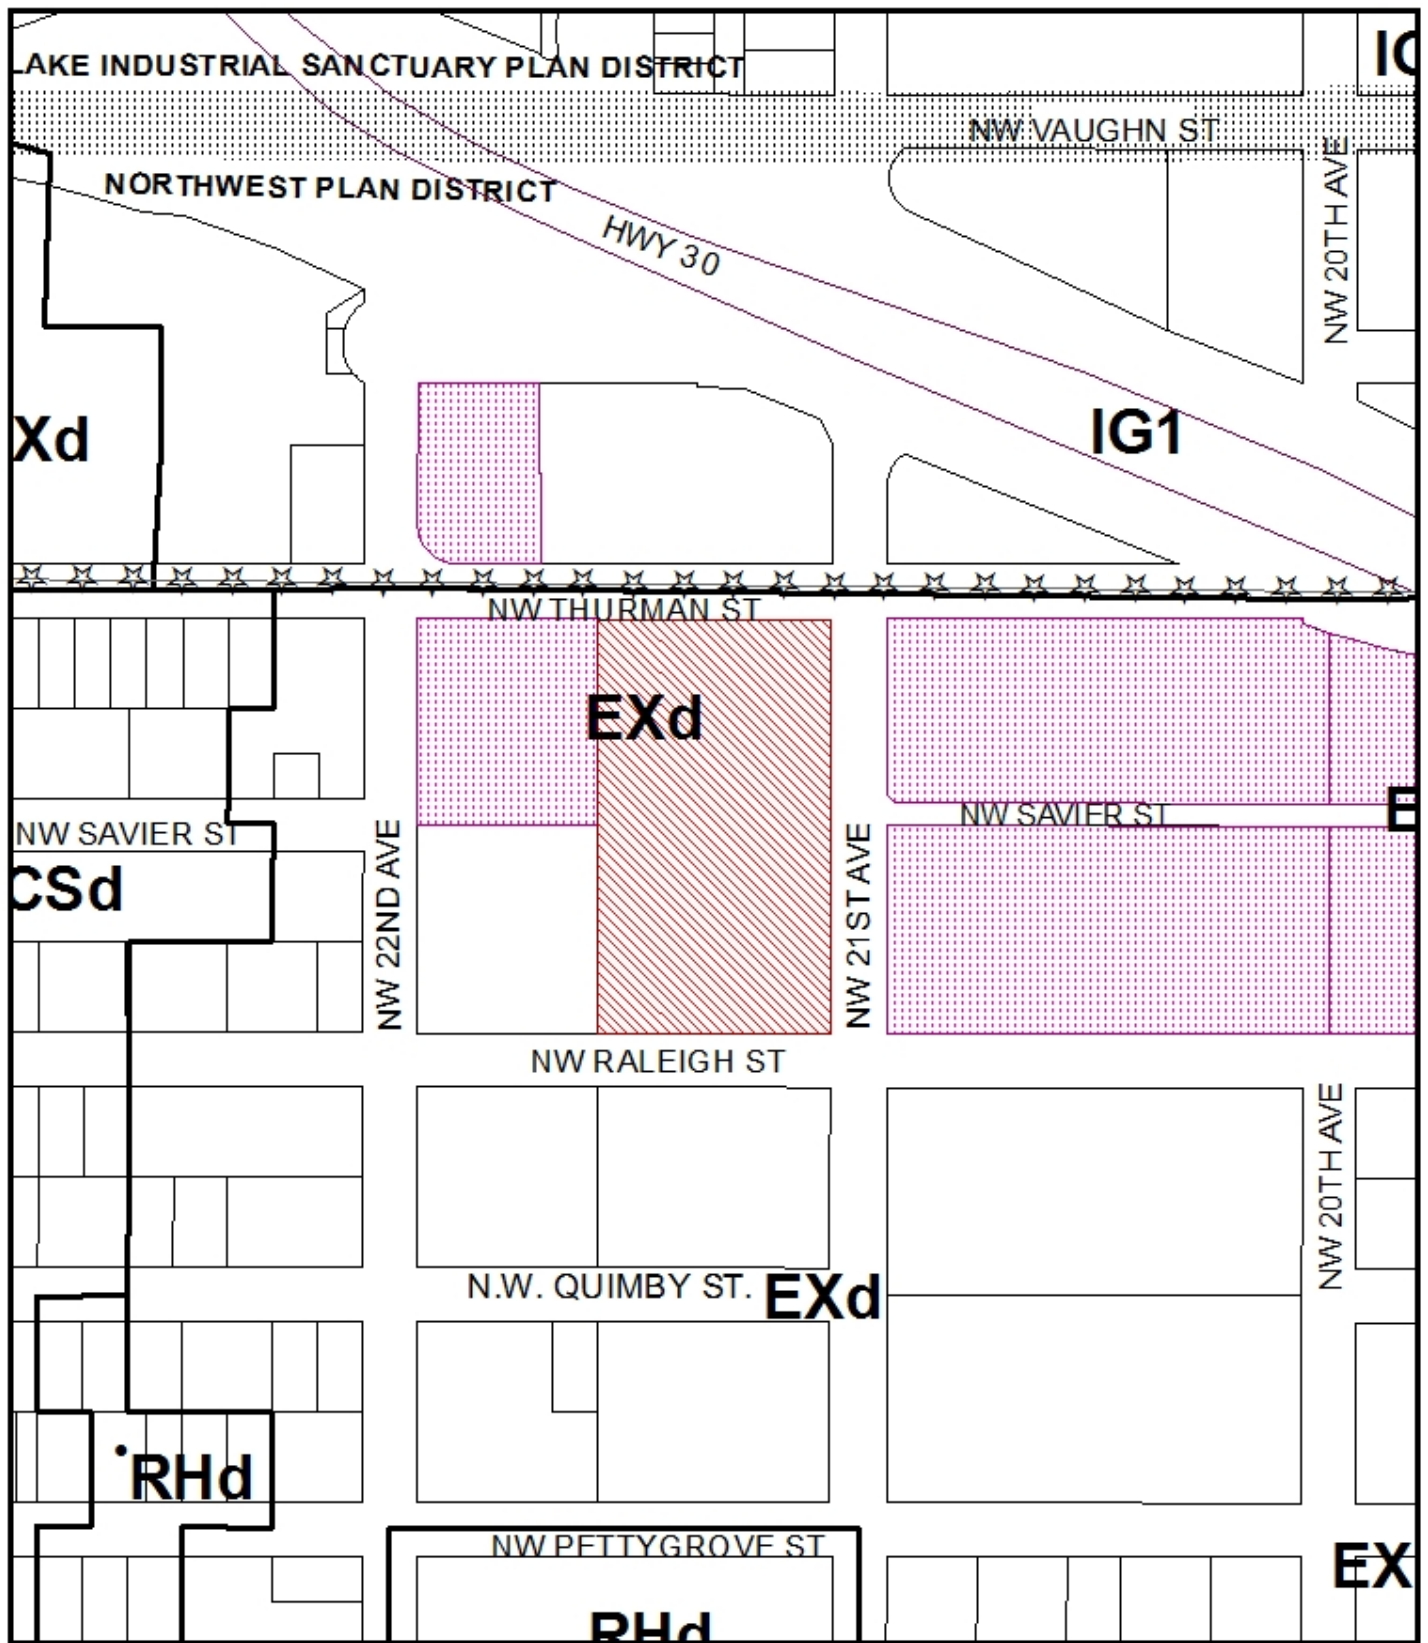 IG
LAKE INDUSTRIAL SANCTUARY PLAN DISTRICT
NW VAUGHN ST
NORTHWEST PLAN DISTRICT
NW 20TH AVE
HWY 30
Xd
IG1
NW THURMAN ST
EXd
NW SAVIER ST
E
NW SAVIER ST
CSd
NW 22ND AVE
NW 21ST AVE
NW RALEIGH ST
NW 20TH AVE
N.W. QUIMBY ST.
EXd
RHd
NW PETTYGROVE ST
EX
RHd